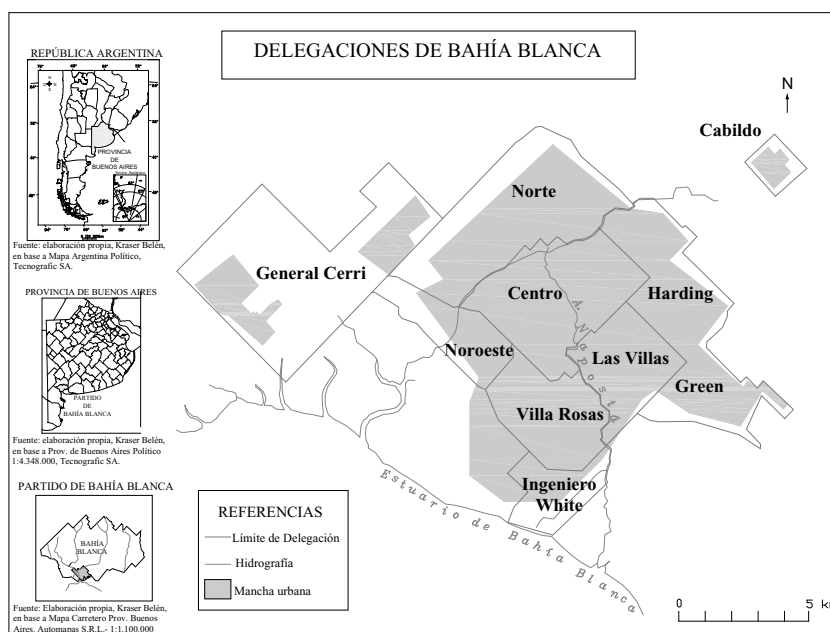 DELEGACIONES DE BAHÍA BLANCA
REPÚBLICA ARGENTINA
PROVINCIA
DE
BUENOS AIRES
Fuente: elaboración propia, Kraser Belén,
en base a Mapa Argentina Político,
Tecnografic SA.
PROVINCIA DE BUENOS AIRES
PARTIDO
DE
BAHÍA BLANCA
Fuente: elaboración propia, Kraser Belén,
en base a Prov. de Buenos Aires Político
1:4.348.000, Tecnografic SA.
PARTIDO DE BAHÍA BLANCA
BAHÍA
BLANCA
Fuente: Elaboración propia, Kraser Belén,
en base a Mapa Carretero Prov. Buenos
Aires. Automapas S.R.L.- 1:1.100.000
N
Cabildo
Norte
General Cerri
Centro
Harding
A. Napostá
Noroeste
Las Villas
Green
Villa Rosas
Ingeniero
White
Estuario de Bahía Blanca
REFERENCIAS
Límite de Delegación
Hidrografía
Mancha urbana
0 5 km